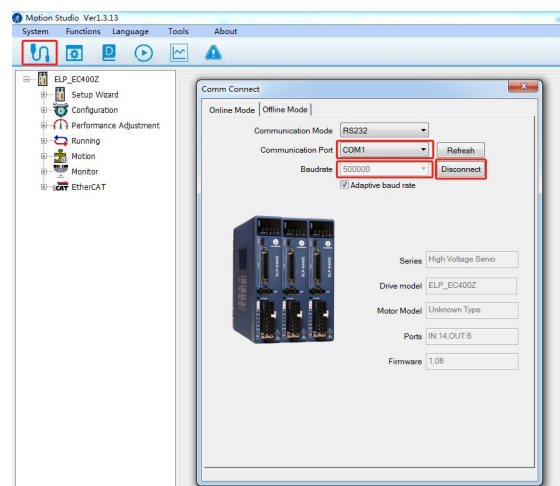 Motion Studio Ver1.3.13
System Functions Language Tools About
ELP_EC400Z
Setup Wizard
Configuration
Performance Adjustment
Running
Motion
Monitor
EtherCAT
Comm Connect
Online Mode Offline Mode
Communication Mode RS232
Communication Port COM1 Refresh
Baudrate 500000 Disconnect
Adaptive baud rate
Series High Voltage Servo
Drive model ELP_EC400Z
Motor Model Unknown Type
Ports IN:14,OUT:6
Firmware 1.06